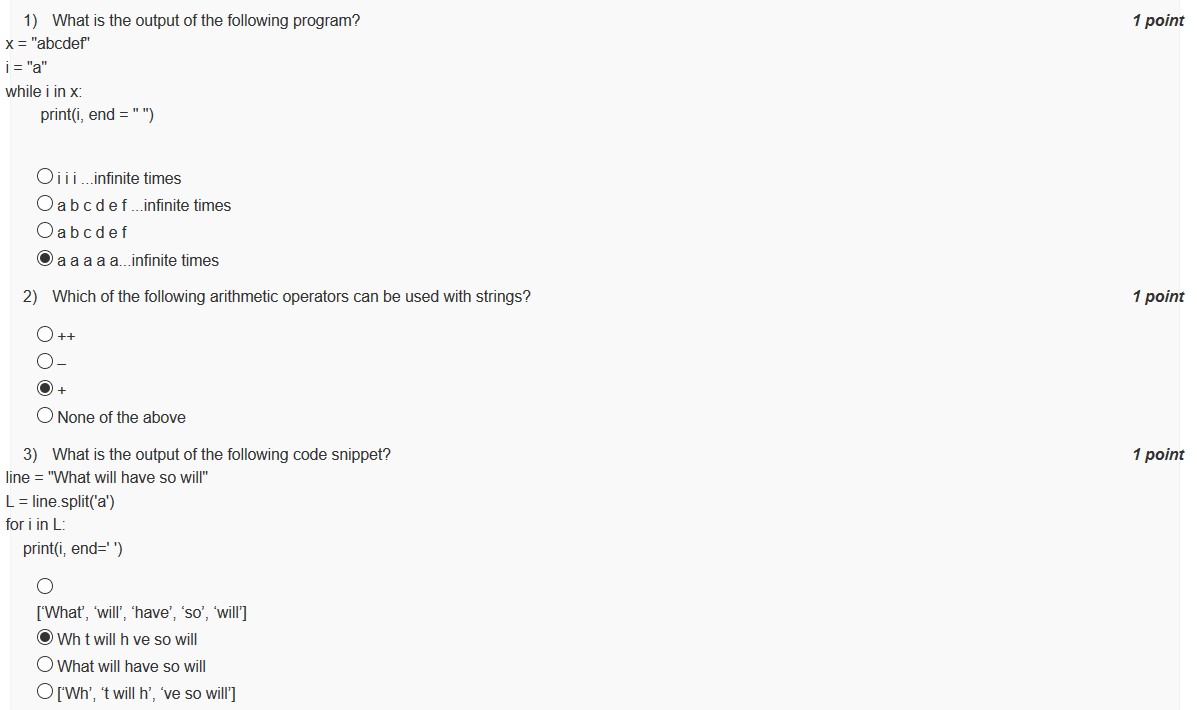 1) What is the output of the following program? 1 point
x = "abcdef"
i = "a"
while i in x:
print(i, end = " ")
i i i ...infinite times
a b c d e f ...infinite times
a b c d e f
a a a a a...infinite times
2) Which of the following arithmetic operators can be used with strings? 1 point
++
–
+
None of the above
3) What is the output of the following code snippet? 1 point
line = "What will have so will"
L = line.split('a')
for i in L:
print(i, end=' ')
[‘What’, ‘will’, ‘have’, ‘so’, ‘will’]
Wh t will h ve so will
What will have so will
[‘Wh’, ‘t will h’, ‘ve so will’]